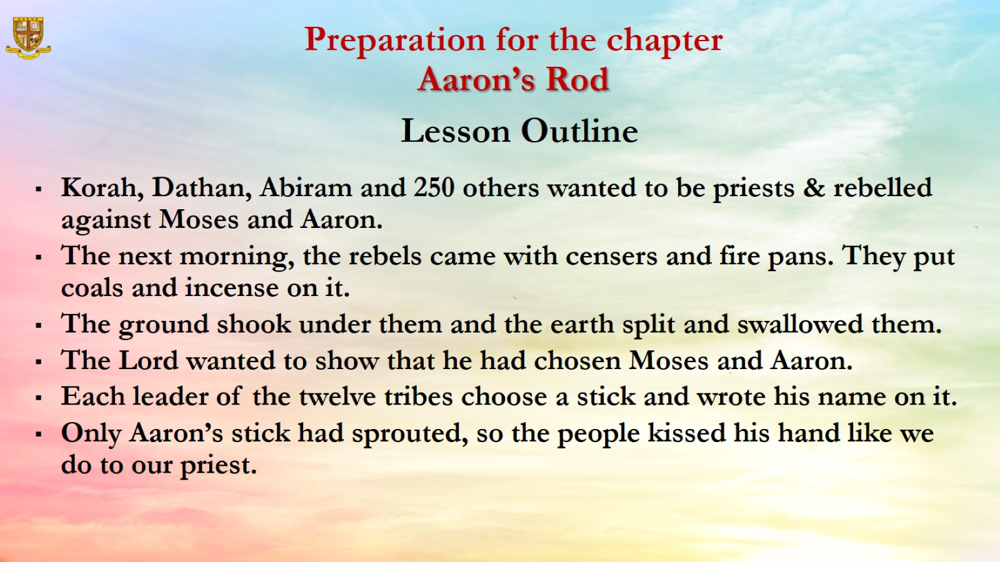 Preparation for the chapter
Aaron’s Rod
Lesson Outline
▪ Korah, Dathan, Abiram and 250 others wanted to be priests & rebelled
against Moses and Aaron.
▪ The next morning, the rebels came with censers and fire pans. They put
coals and incense on it.
▪ The ground shook under them and the earth split and swallowed them.
▪ The Lord wanted to show that he had chosen Moses and Aaron.
▪ Each leader of the twelve tribes choose a stick and wrote his name on it.
▪ Only Aaron’s stick had sprouted, so the people kissed his hand like we
do to our priest.